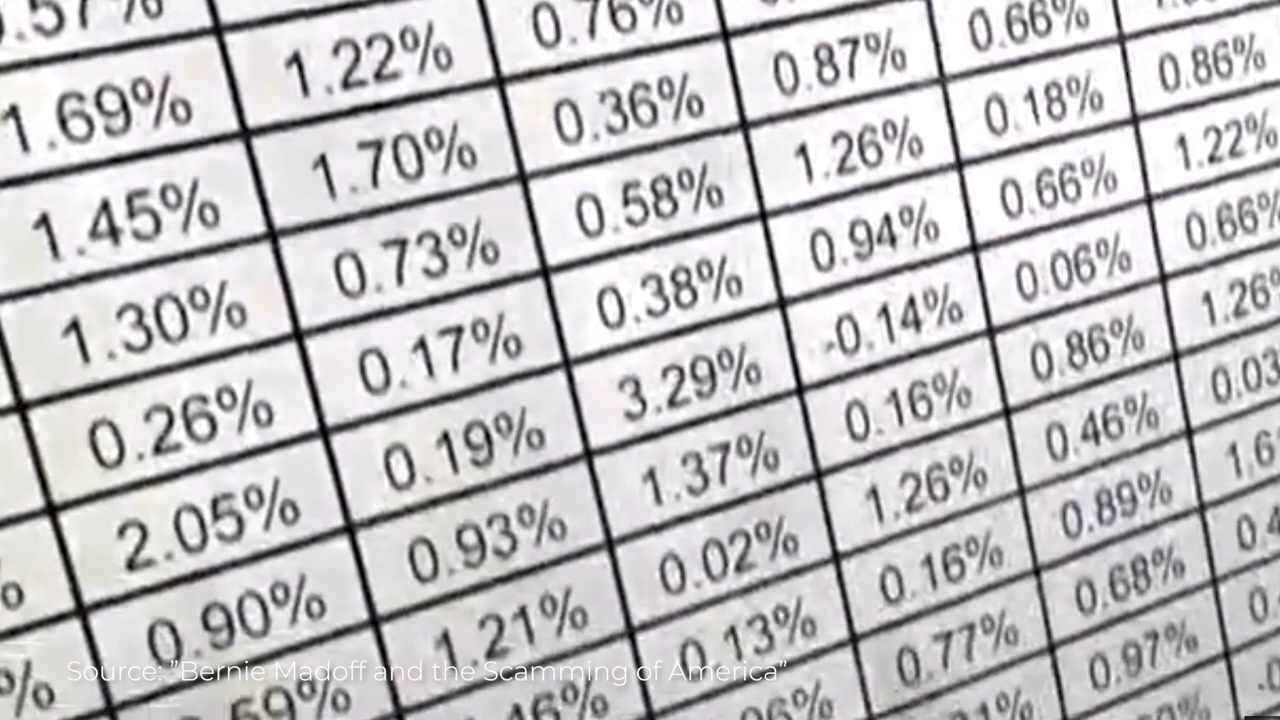 1.69% 1.22% 0.76%
1.45% 1.70% 0.36% 0.87% 0.66%
1.30% 0.73% 0.58% 1.26% 0.18% 0.86%
0.26% 0.17% 0.38% 0.94% 0.66% 1.22%
2.05% 0.19% 3.29% -0.14% 0.06% 0.66%
0.90% 0.93% 1.37% 0.16% 0.86% 1.26%
1.21% 0.02% 1.26% 0.46% 0.03
0.13% 0.16% 0.89%
0.77% 0.68%
0.97%
Source: "Bernie Madoff and the Scamming of America"